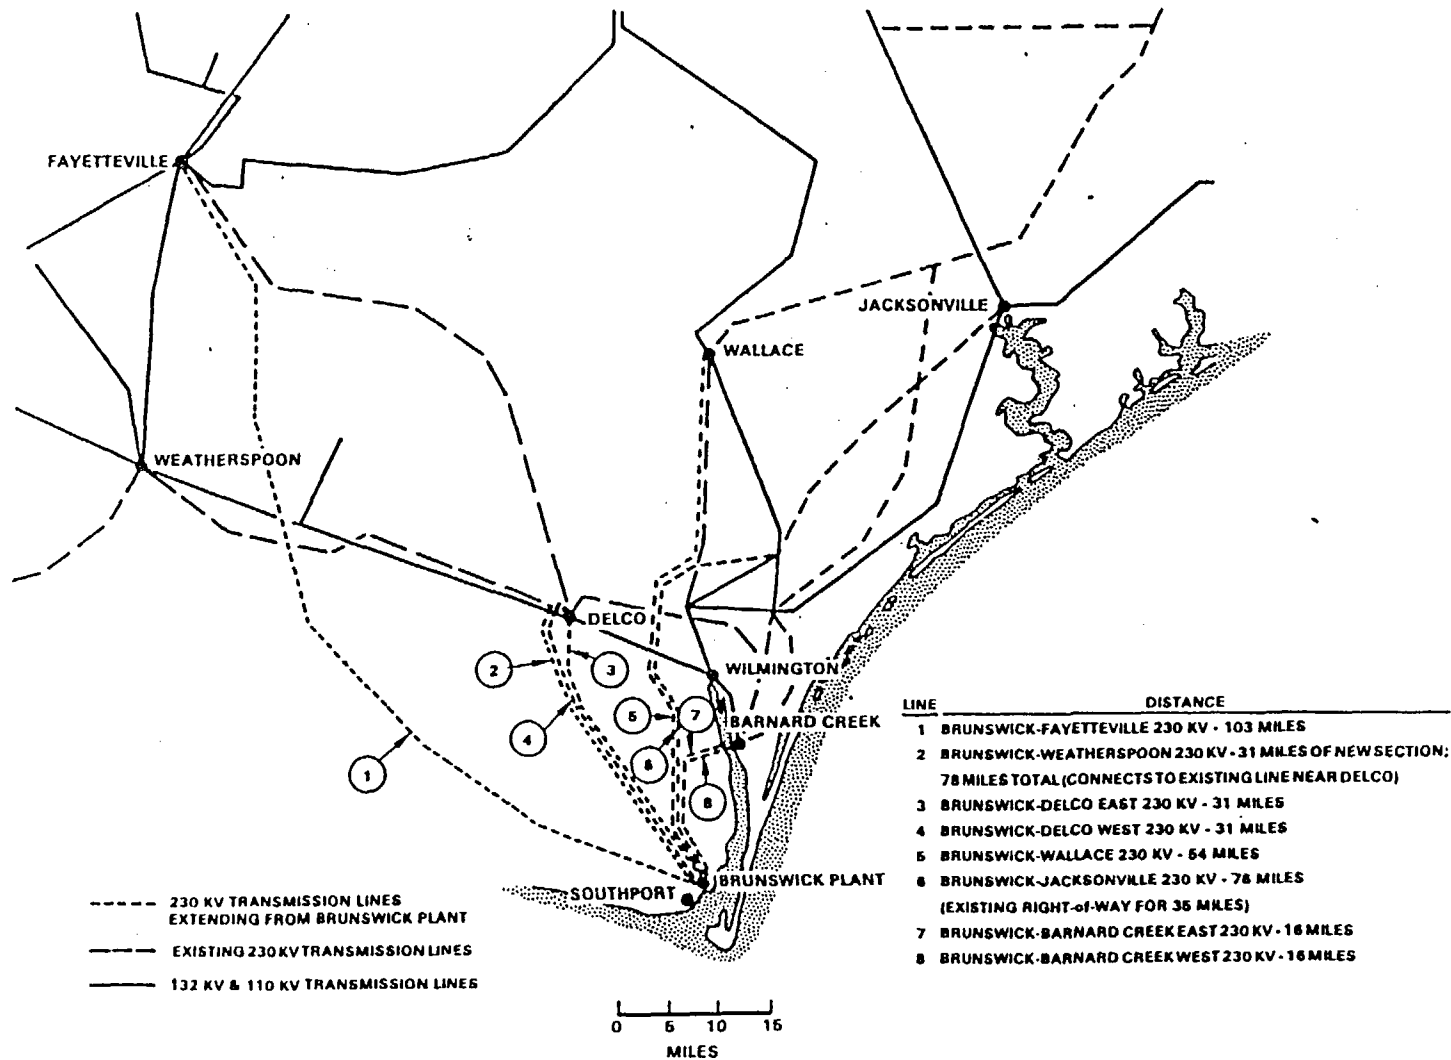 FAYETTEVILLE
JACKSONVILLE
WALLACE
WEATHERSPOON
DELCO
2
3
WILMINGTON
5
7
BARNARD CREEK
4
6
1
8
BRUNSWICK PLANT
SOUTHPORT
LINE DISTANCE
1 BRUNSWICK-FAYETTEVILLE 230 KV - 103 MILES
2 BRUNSWICK-WEATHERSPOON 230 KV - 31 MILES OF NEW SECTION;
78 MILES TOTAL (CONNECTS TO EXISTING LINE NEAR DELCO)
3 BRUNSWICK-DELCO EAST 230 KV - 31 MILES
4 BRUNSWICK-DELCO WEST 230 KV - 31 MILES
5 BRUNSWICK-WALLACE 230 KV - 54 MILES
6 BRUNSWICK-JACKSONVILLE 230 KV - 78 MILES
(EXISTING RIGHT-of-WAY FOR 35 MILES)
7 BRUNSWICK-BARNARD CREEK EAST 230 KV - 16 MILES
8 BRUNSWICK-BARNARD CREEK WEST 230 KV - 16 MILES
230 KV TRANSMISSION LINES
EXTENDING FROM BRUNSWICK PLANT
EXISTING 230 KV TRANSMISSION LINES
132 KV & 110 KV TRANSMISSION LINES
0 5 10 15
MILES